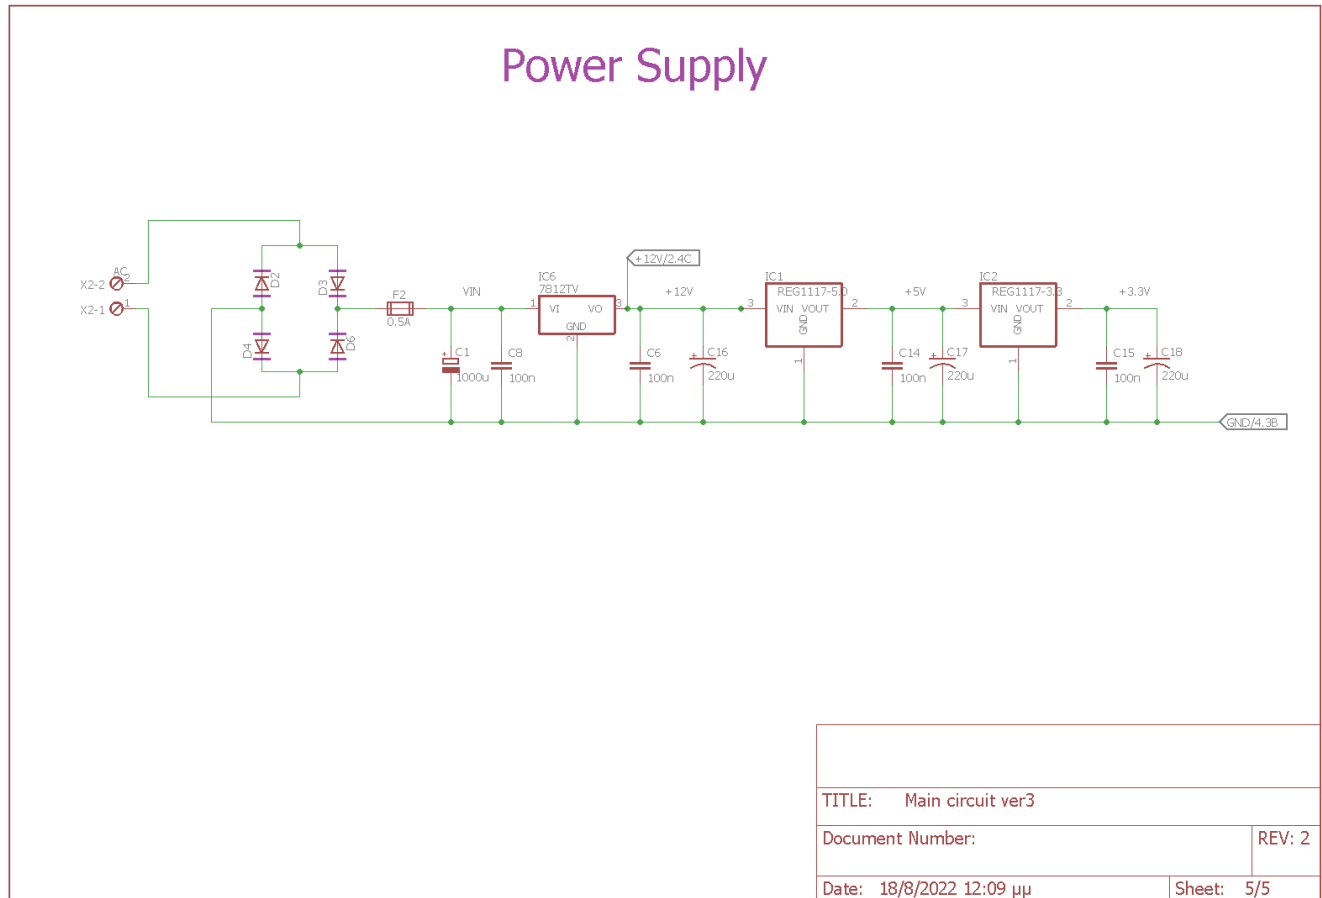 Power Supply
AC
X2-2
2
X2-1
1
D2
D3
D4
D6
F2
0.5A
VIN
C1
1000u
+
C8
100n
IC6
7812TV
1
VI
VO
3
GND
2
+12V/2.4C
+12V
C6
100n
C16
220u
+
IC1
REG1117-5.0
3
VIN
VOUT
2
GND
1
+5V
C14
100n
C17
220u
+
IC2
REG1117-3.3
3
VIN
VOUT
2
GND
1
+3.3V
C15
100n
C18
220u
+
GND/4.3B
TITLE: Main circuit ver3
Document Number:
REV: 2
Date: 18/8/2022 12:09 μμ
Sheet: 5/5